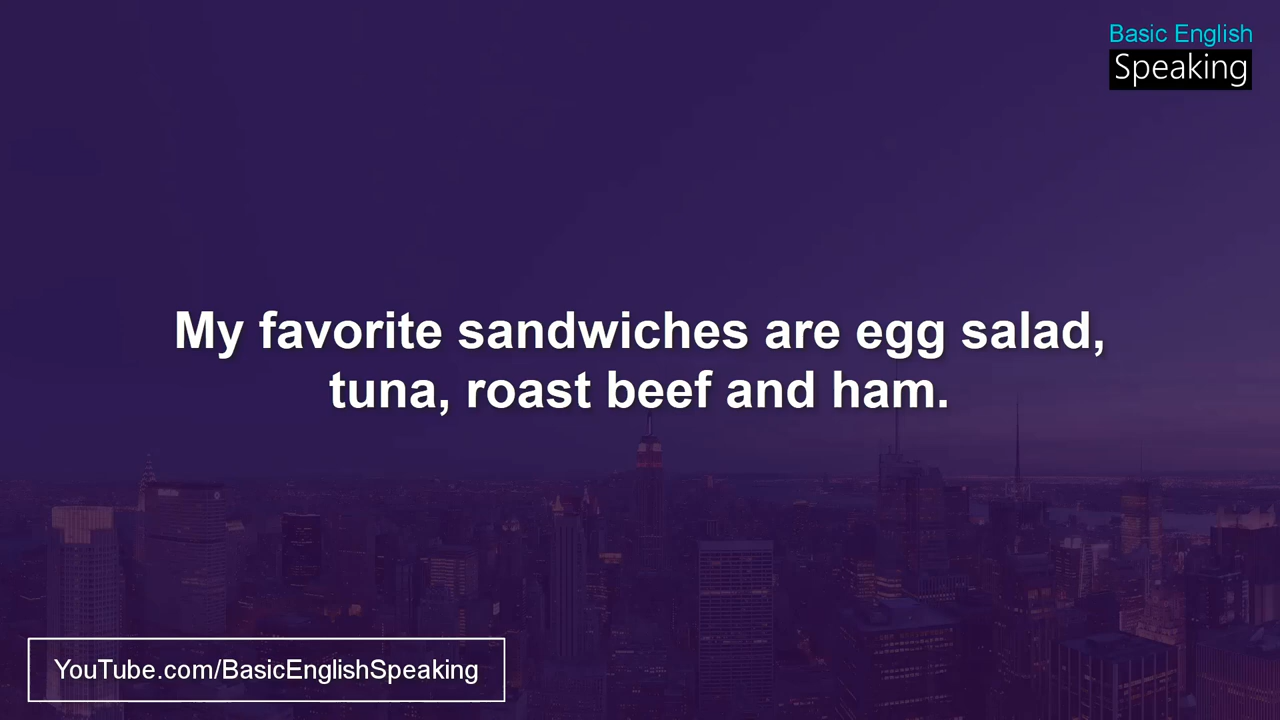 Basic English
Speaking
My favorite sandwiches are egg salad,
tuna, roast beef and ham.
YouTube.com/BasicEnglishSpeaking